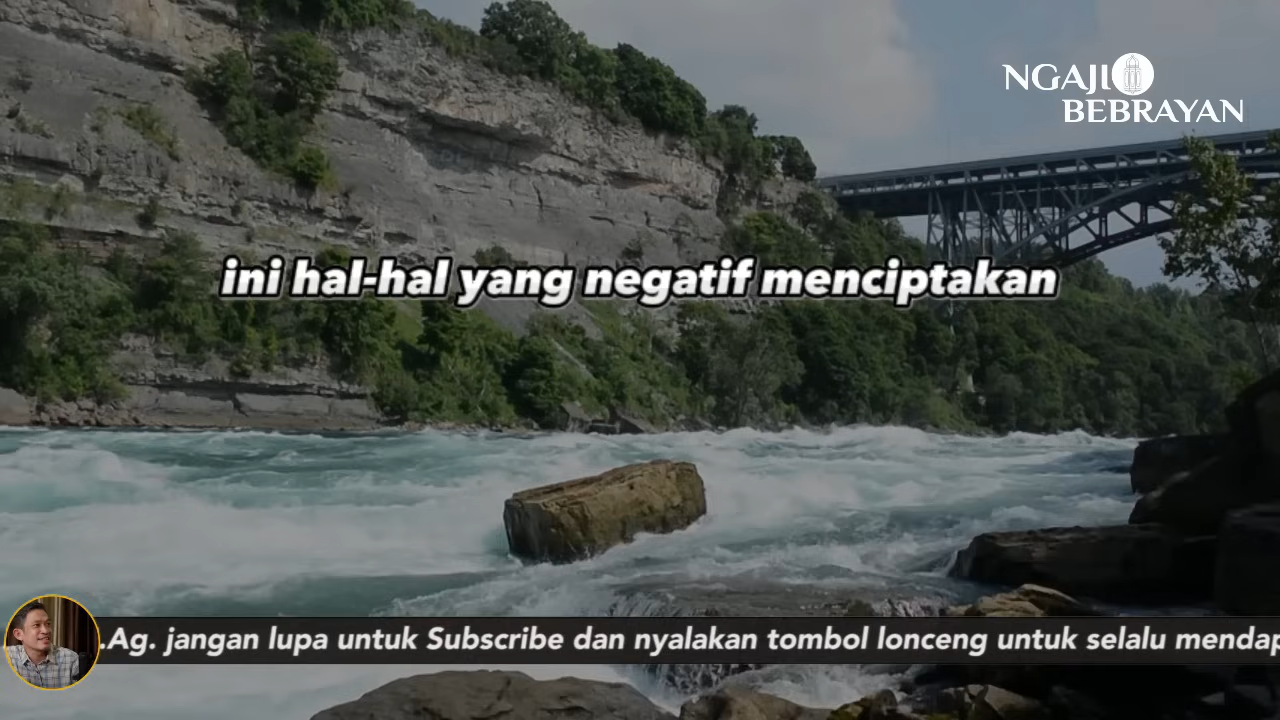 NGAJI
BEBRAYAN
ini hal-hal yang negatif menciptakan
.Ag. jangan lupa untuk Subscribe dan nyalakan tombol lonceng untuk selalu mendap